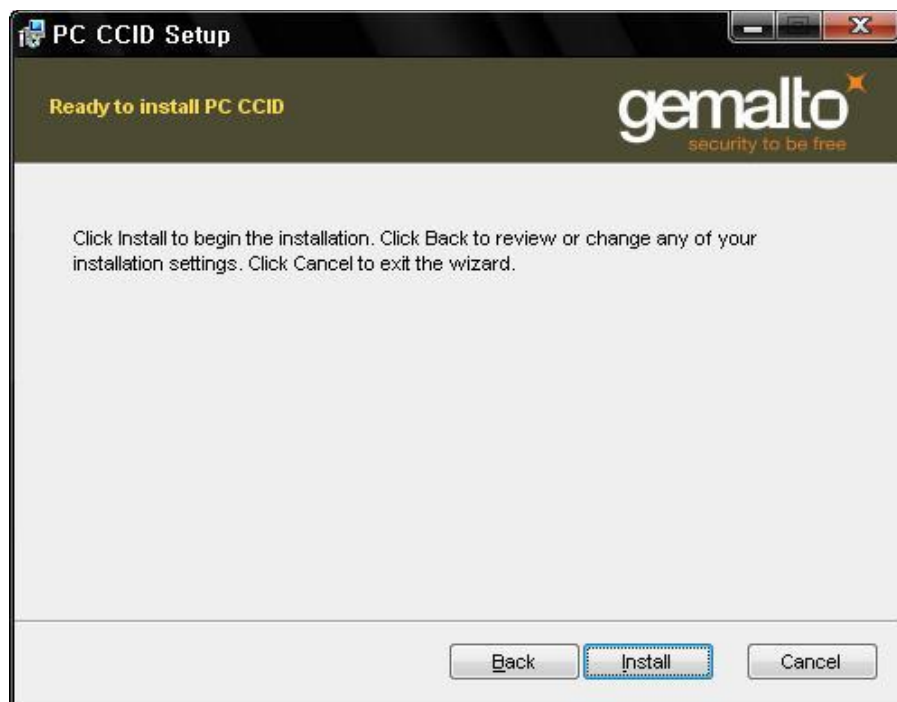 PC CCID Setup
Ready to install PC CCID
gemalto
security to be free
Click Install to begin the installation. Click Back to review or change any of your
installation settings. Click Cancel to exit the wizard.
Back
Install
Cancel